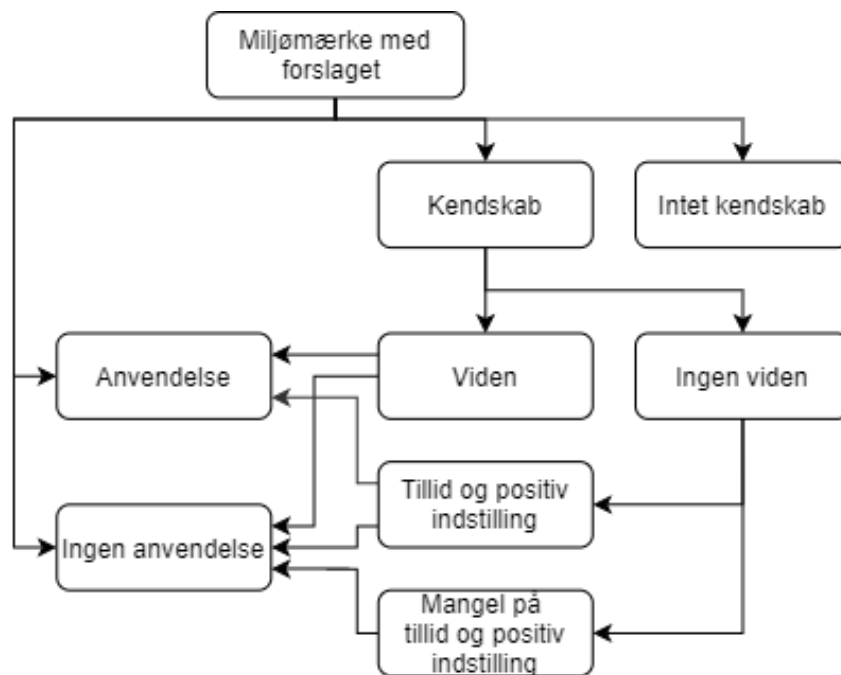 Miljømærke med
forslaget
Kendskab
Intet kendskab
Anvendelse
Viden
Ingen viden
Tillid og positiv
indstilling
Ingen anvendelse
Mangel på
tillid og positiv
indstilling